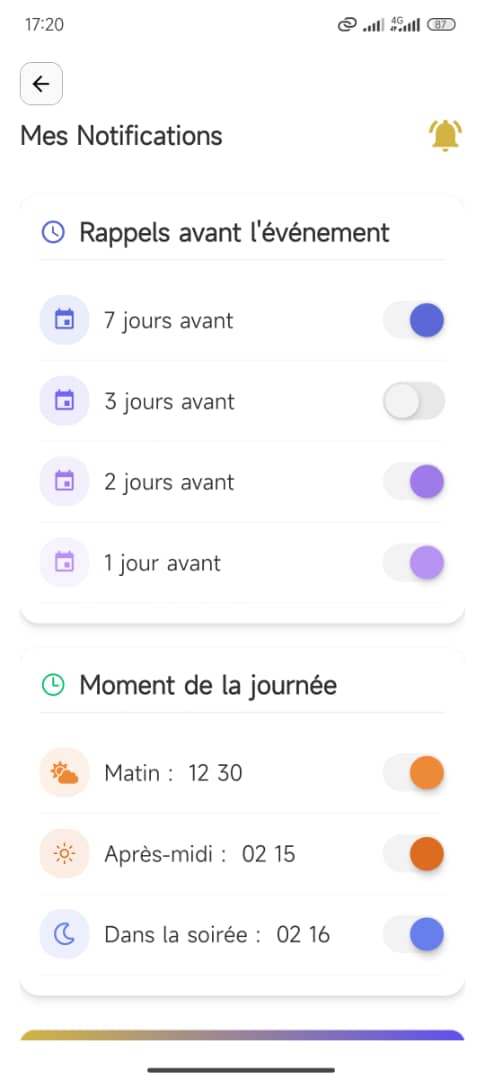 17:20
4G
87
Mes Notifications
Rappels avant l'événement
7 jours avant
3 jours avant
2 jours avant
1 jour avant
Moment de la journée
Matin : 12 30
Après-midi : 02 15
Dans la soirée : 02 16